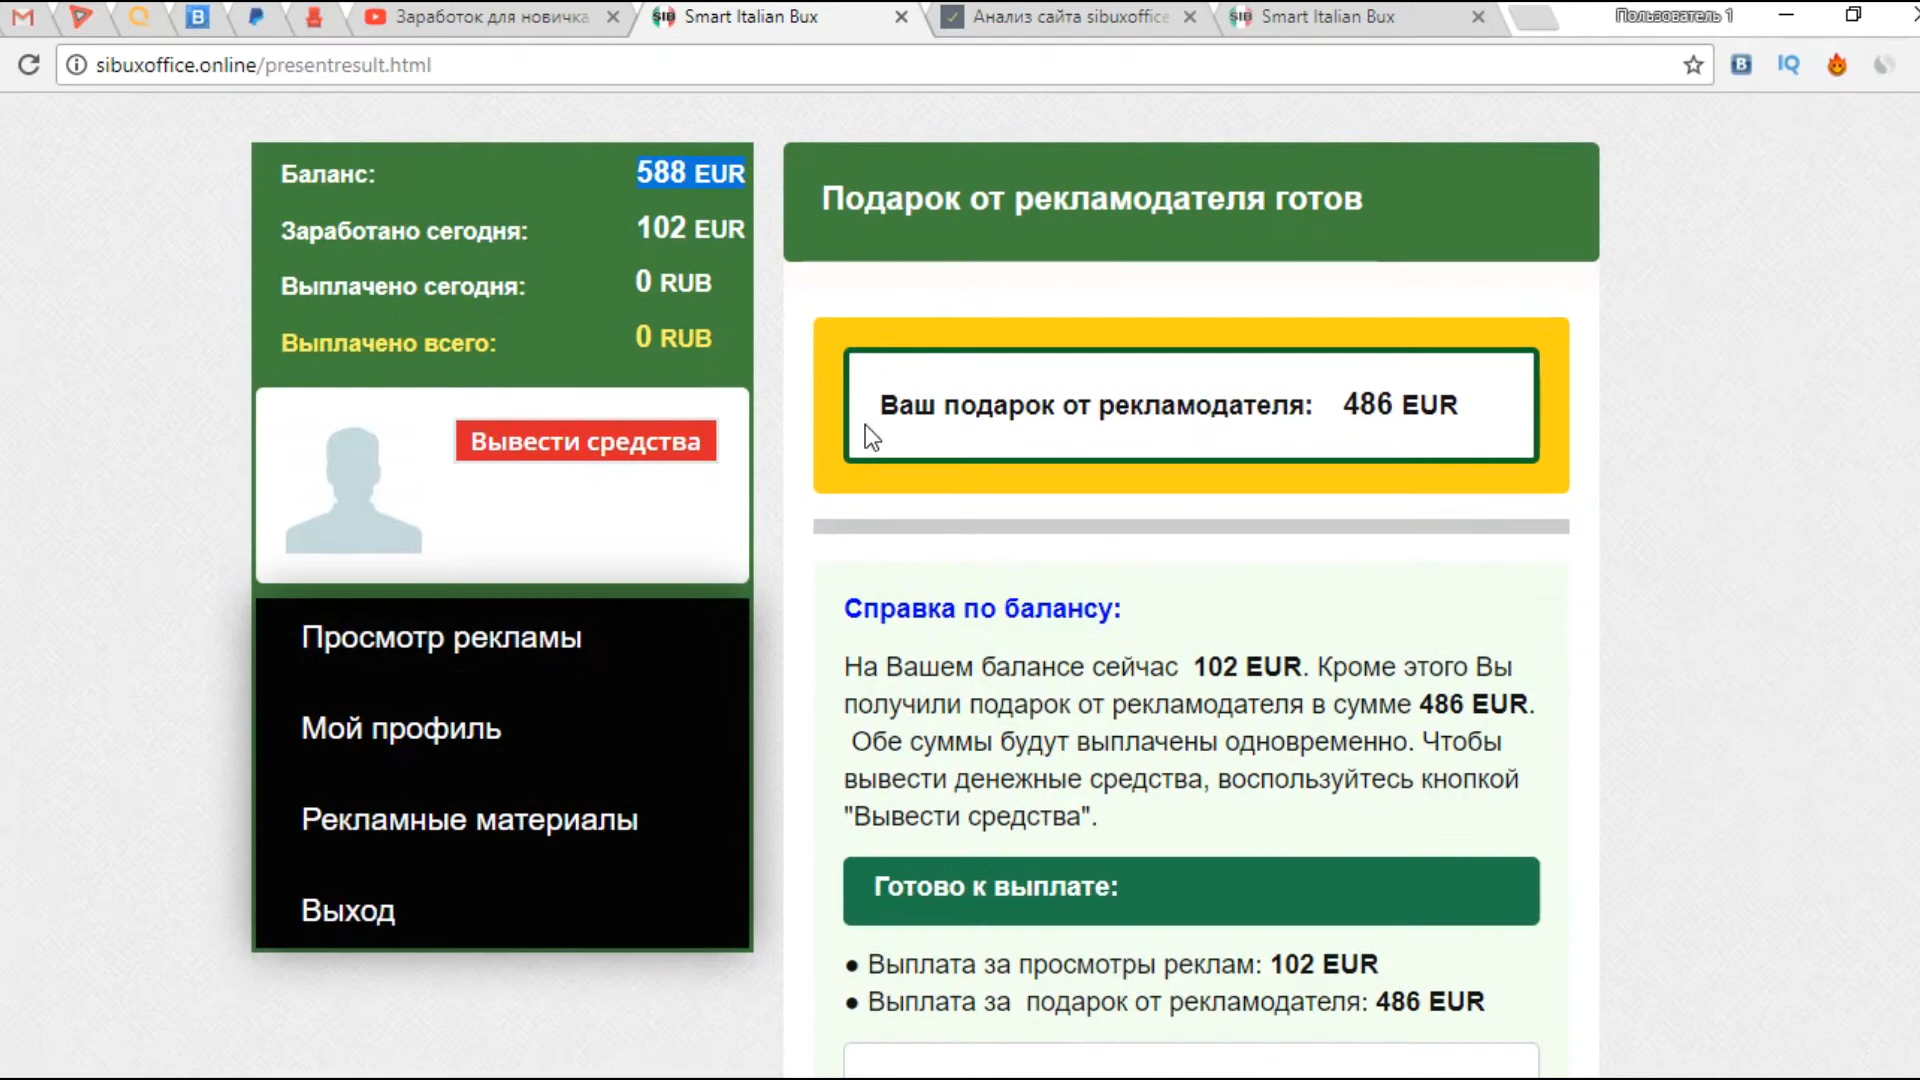 Заработок для новичка
SIB Smart Italian Bux
Анализ сайта sibuxoffice
SIB Smart Italian Bux
Пользователь 1
sibuxoffice.online/presentresult.html
B
IQ
Баланс: 588 EUR
Заработано сегодня: 102 EUR
Выплачено сегодня: 0 RUB
Выплачено всего: 0 RUB
Вывести средства
Просмотр рекламы
Мой профиль
Рекламные материалы
Выход
Подарок от рекламодателя готов
Ваш подарок от рекламодателя: 486 EUR
Справка по балансу:
На Вашем балансе сейчас 102 EUR. Кроме этого Вы
получили подарок от рекламодателя в сумме 486 EUR.
Обе суммы будут выплачены одновременно. Чтобы
вывести денежные средства, воспользуйтесь кнопкой
"Вывести средства".
Готово к выплате:
● Выплата за просмотры реклам: 102 EUR
● Выплата за подарок от рекламодателя: 486 EUR